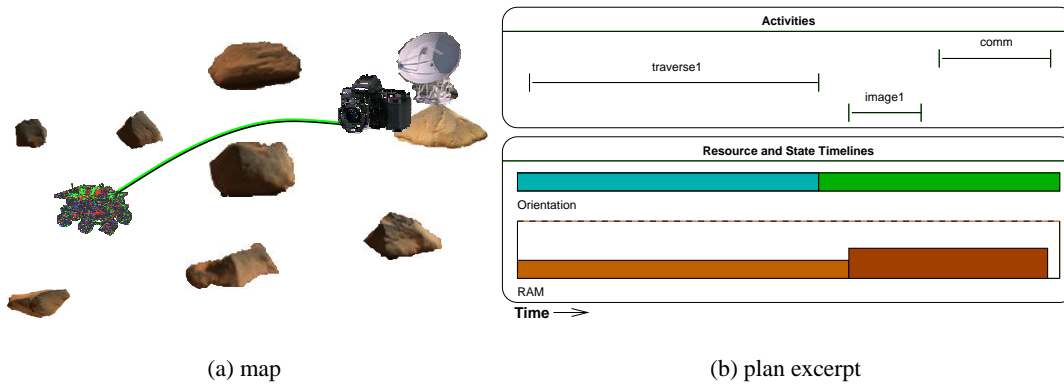 Activities
comm
traverse1
image1
Resource and State Timelines
Orientation
RAM
Time
(a) map
(b) plan excerpt